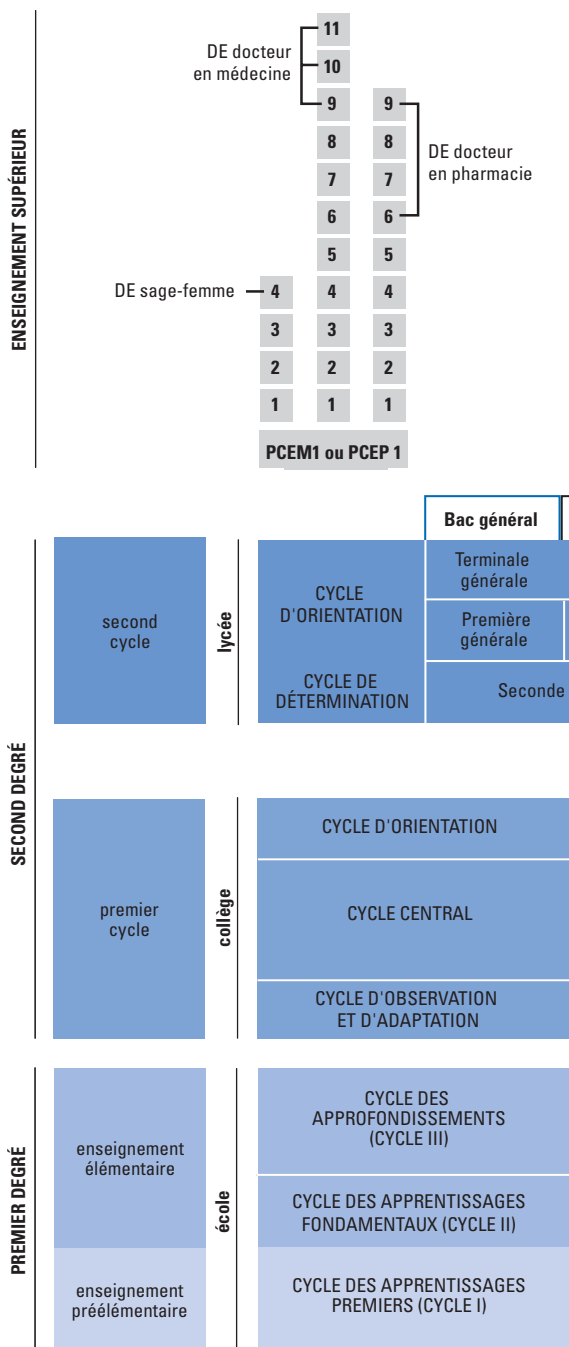 ENSEIGNEMENT SUPÉRIEUR
11
DE docteur
en médecine
10
9 9
8 8
DE docteur
en pharmacie
7 7
6 6
5 5
DE sage-femme
4 4 4
3 3 3
2 2 2
1 1 1
PCEM1 ou PCEP 1
SECOND DEGRÉ
Bac général
second
cycle
lycée
CYCLE
D'ORIENTATION
Terminale
générale
Première
générale
CYCLE DE
DÉTERMINATION
Seconde
premier
cycle
collège
CYCLE D'ORIENTATION
CYCLE CENTRAL
CYCLE D'OBSERVATION
ET D'ADAPTATION
PREMIER DEGRÉ
enseignement
élémentaire
école
CYCLE DES
APPROFONDISSEMENTS
(CYCLE III)
CYCLE DES APPRENTISSAGES
FONDAMENTAUX (CYCLE II)
enseignement
préélémentaire
CYCLE DES APPRENTISSAGES
PREMIERS (CYCLE I)